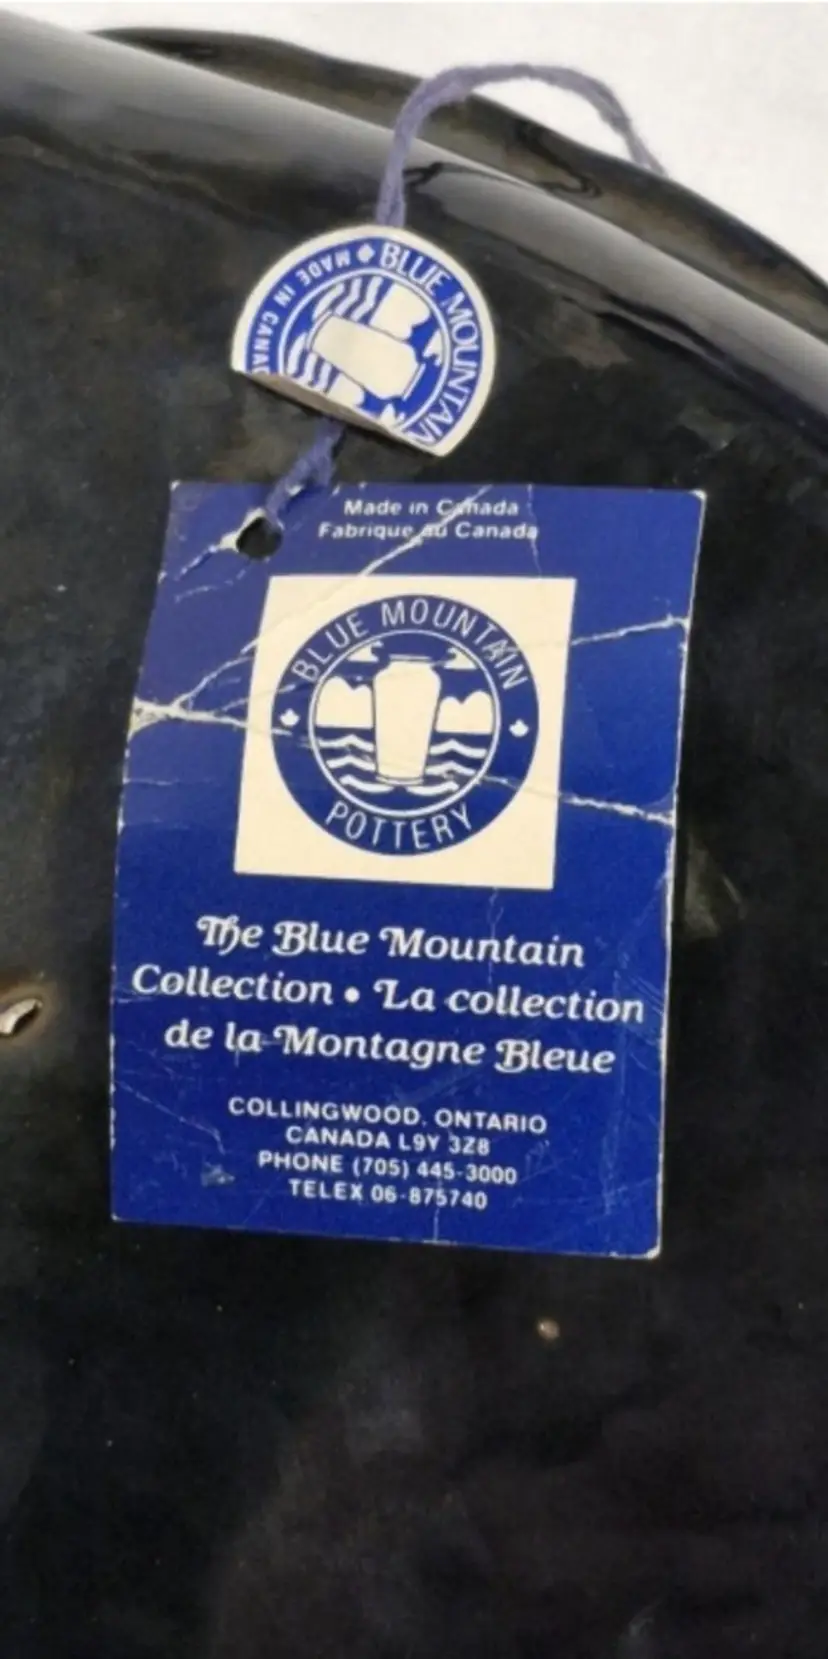 BLUE MOUNTAIN
MADE IN CANA
Made in Canada
Fabrique au Canada
BLUE MOUNTAIN
POTTERY
The Blue Mountain
Collection • La collection
de la Montagne Bleue
COLLINGWOOD, ONTARIO
CANADA L9Y 3Z8
PHONE (705) 445-3000
TELEX 06-875740